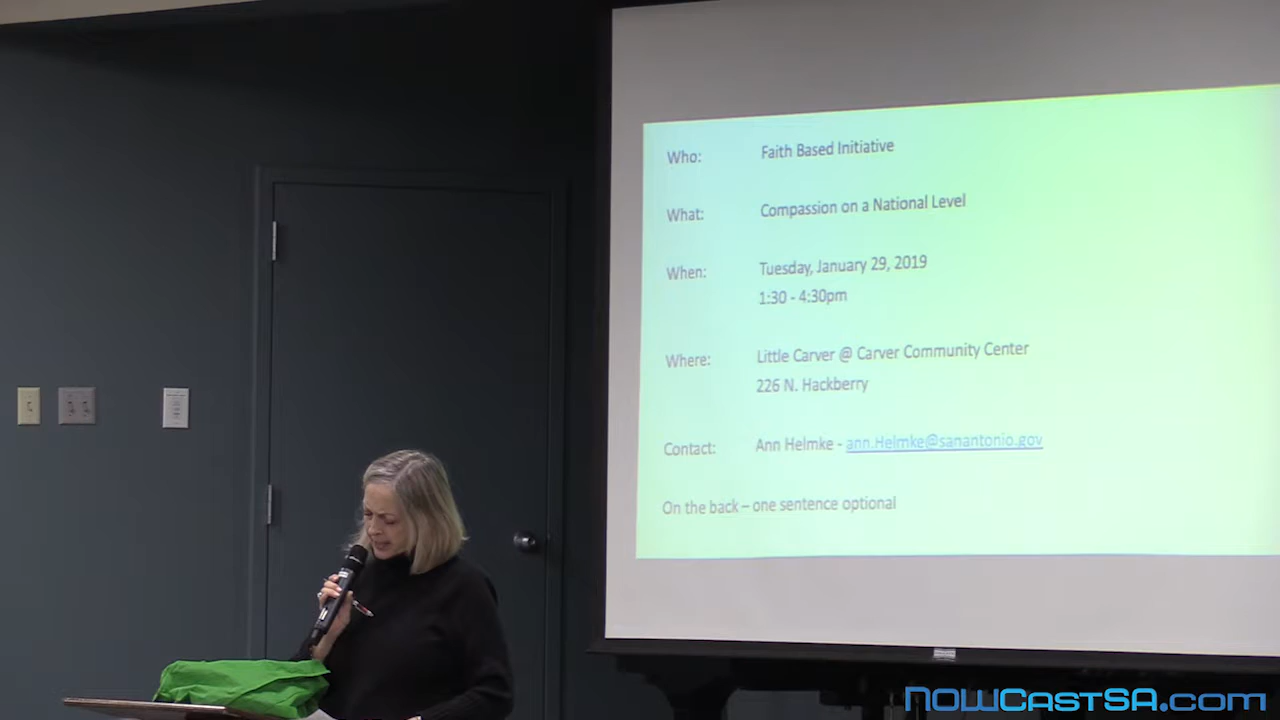 Who: Faith Based Initiative
What: Compassion on a National Level
When: Tuesday, January 29, 2019
1:30 - 4:30pm
Where: Little Carver @ Carver Community Center
226 N. Hackberry
Contact: Ann Helmke - ann.Helmke@sanantonio.gov
On the back – one sentence optional
NOWCASTSA.com